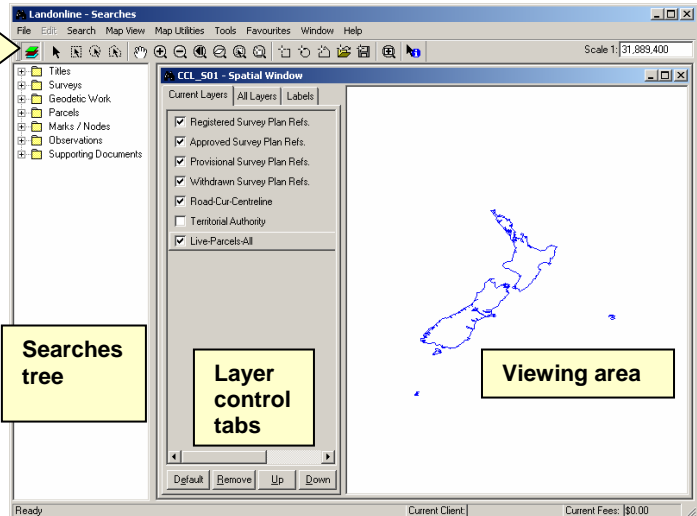 Landonline - Searches
File Edit Search Map View Map Utilities Tools Favourites Window Help
Scale 1: 31,889,400
Titles
Surveys
Geodetic Work
Parcels
Marks / Nodes
Observations
Supporting Documents
CCL_S01 - Spatial Window
Current Layers All Layers Labels
Registered Survey Plan Refs.
Approved Survey Plan Refs.
Provisional Survey Plan Refs.
Withdrawn Survey Plan Refs.
Road-Cur-Centreline
Territorial Authority
Live-Parcels-All
Searches
tree
Layer
control
tabs
Viewing area
Default Remove Up Down
Ready Current Client: Current Fees: $0.00